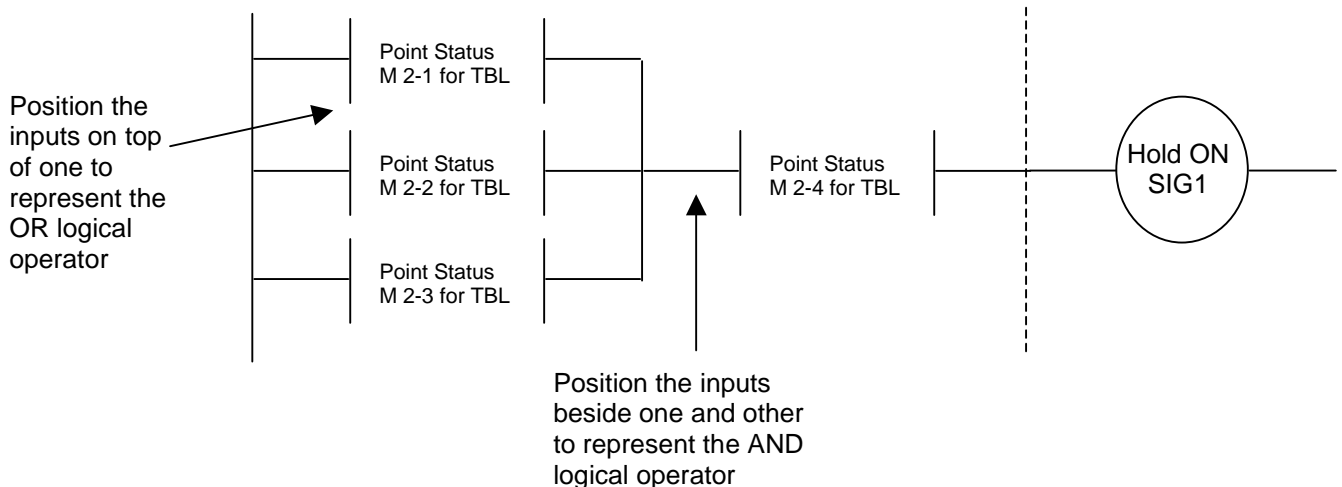 Position the
inputs on top
of one to
represent the
OR logical
operator
Point Status
M 2-1 for TBL
Point Status
M 2-2 for TBL
Point Status
M 2-3 for TBL
Position the inputs
beside one and other
to represent the AND
logical operator
Point Status
M 2-4 for TBL
Hold ON
SIG1